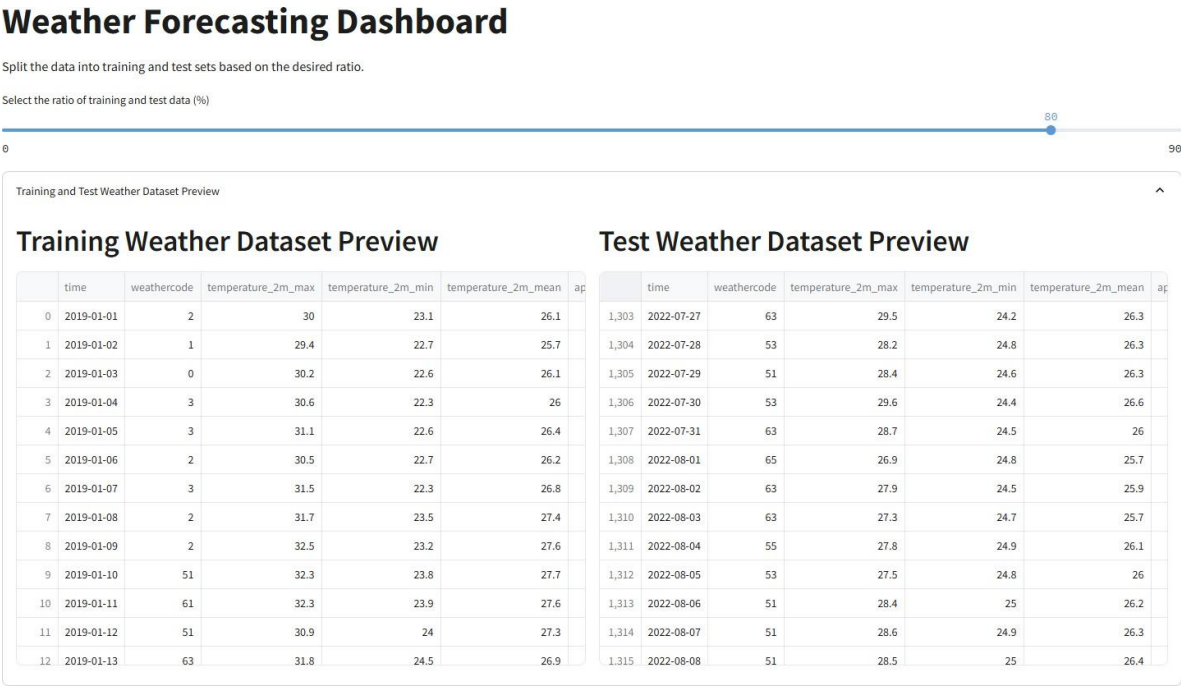 Weather Forecasting Dashboard
Split the data into training and test sets based on the desired ratio.
Select the ratio of training and test data (%)
80
0 90
Training and Test Weather Dataset Preview
Training Weather Dataset Preview
time weathercode temperature_2m_max temperature_2m_min temperature_2m_mean ap
0 2019-01-01 2 30 23.1 26.1
1 2019-01-02 1 29.4 22.7 25.7
2 2019-01-03 0 30.2 22.6 26.1
3 2019-01-04 3 30.6 22.3 26
4 2019-01-05 3 31.1 22.6 26.4
5 2019-01-06 2 30.5 22.7 26.2
6 2019-01-07 3 31.5 22.3 26.8
7 2019-01-08 2 31.7 23.5 27.4
8 2019-01-09 2 32.5 23.2 27.6
9 2019-01-10 51 32.3 23.8 27.7
10 2019-01-11 61 32.3 23.9 27.6
11 2019-01-12 51 30.9 24 27.3
12 2019-01-13 63 31.8 24.5 26.9
Test Weather Dataset Preview
time weathercode temperature_2m_max temperature_2m_min temperature_2m_mean ap
1,303 2022-07-27 63 29.5 24.2 26.3
1,304 2022-07-28 53 28.2 24.8 26.3
1,305 2022-07-29 51 28.4 24.6 26.3
1,306 2022-07-30 53 29.6 24.4 26.6
1,307 2022-07-31 63 28.7 24.5 26
1,308 2022-08-01 65 26.9 24.8 25.7
1,309 2022-08-02 63 27.9 24.5 25.9
1,310 2022-08-03 63 27.3 24.7 25.7
1,311 2022-08-04 55 27.8 24.9 26.1
1,312 2022-08-05 53 27.5 24.8 26
1,313 2022-08-06 51 28.4 25 26.2
1,314 2022-08-07 51 28.6 24.9 26.3
1,315 2022-08-08 51 28.5 25 26.4